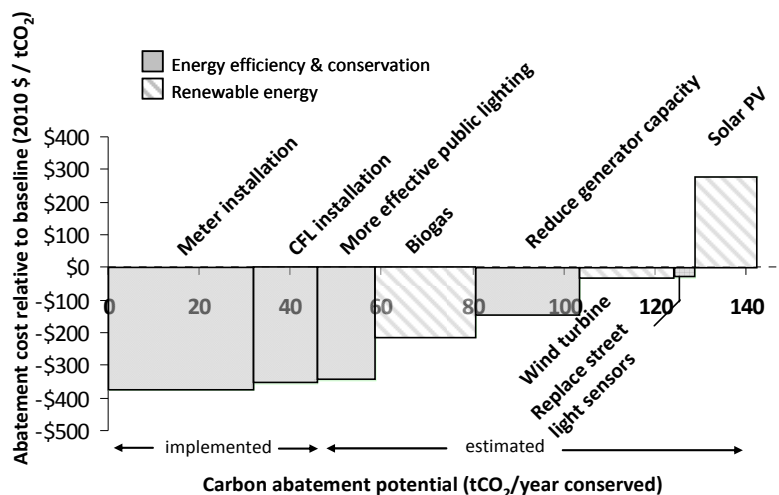 Abatement cost relative to baseline (2010 $ / tCO₂)
Energy efficiency & conservation
Renewable energy
$400
$300
$200
$100
$0
-$100
-$200
-$300
-$400
-$500
Meter installation
CFL installation
More effective public lighting
Biogas
Reduce generator capacity
Solar PV
0
20
40
60
80
100
120
140
Wind turbine
Replace street
light sensors
implemented
estimated
Carbon abatement potential (tCO₂/year conserved)